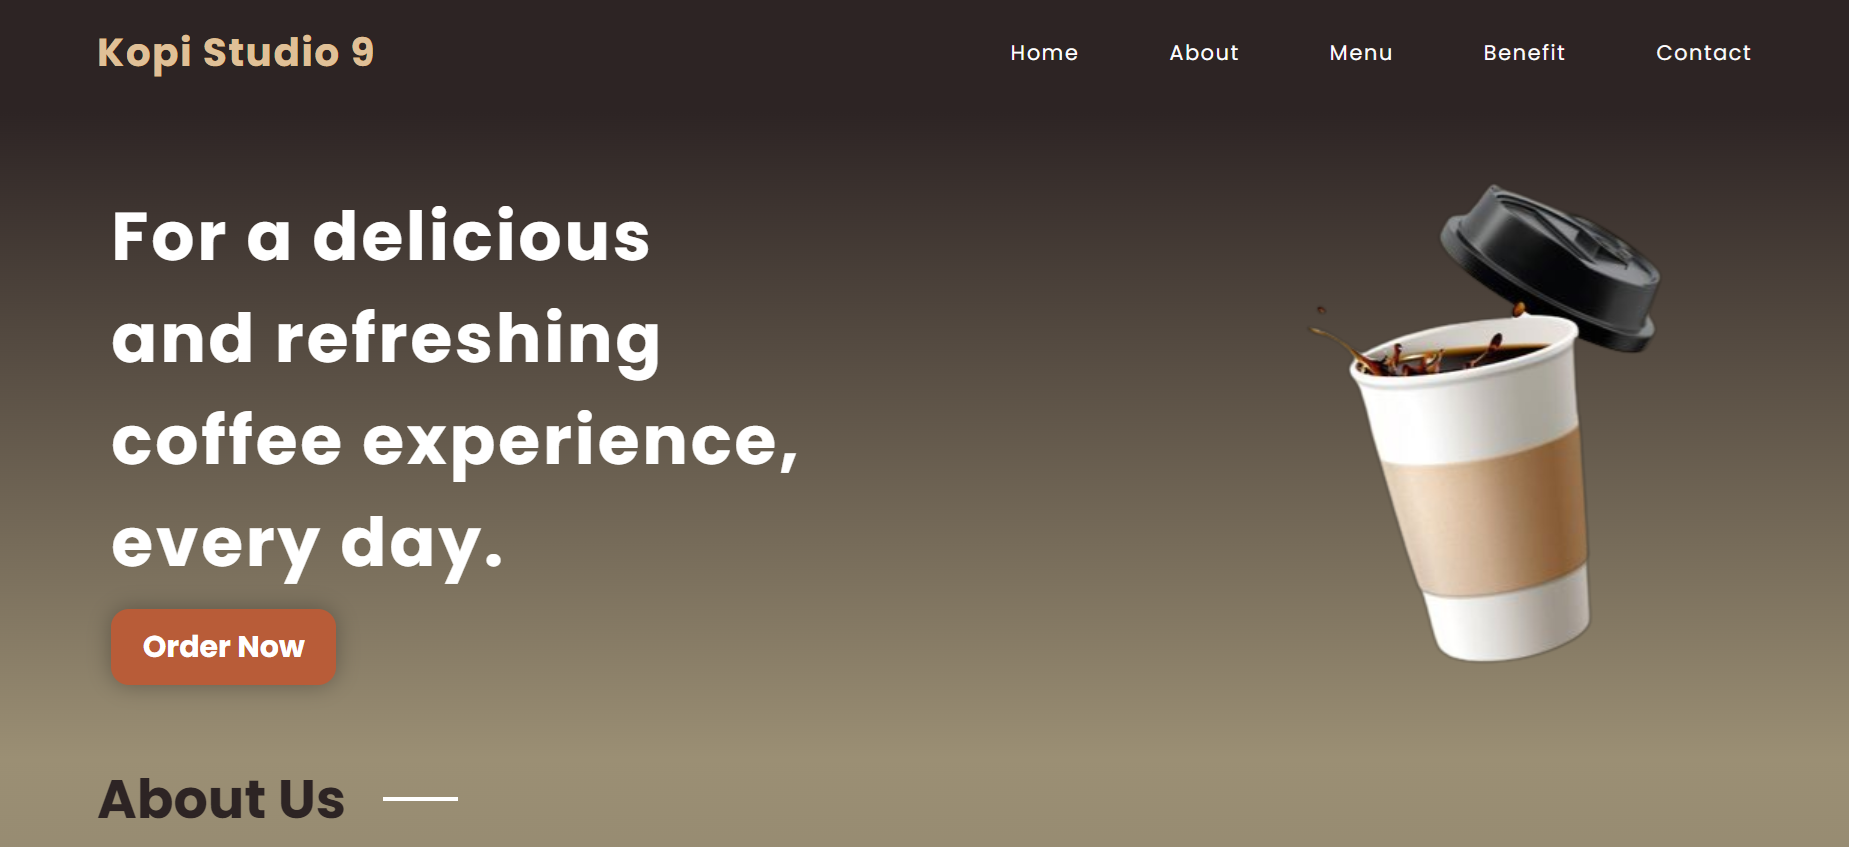 Kopi Studio 9
Home About Menu Benefit Contact
For a delicious
and refreshing
coffee experience,
every day.
Order Now
About Us